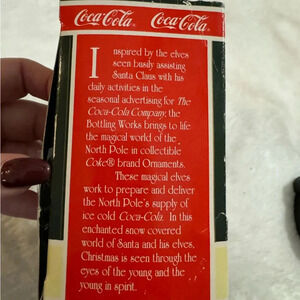 Coca-Cola Coca-Cola
Inspired by the elves
seen busily assisting
Santa Claus with his
daily activities in the
seasonal advertising for The
Coca-Cola Company, the
Bottling Works brings to life
the magical world of the
North Pole in collectible
Coke® brand Ornaments.
These magical elves
work to prepare and deliver
the North Pole's supply of
ice cold Coca-Cola. In this
enchanted snow covered
world of Santa and his elves,
Christmas is seen through the
eyes of the young and the
young in spirit.